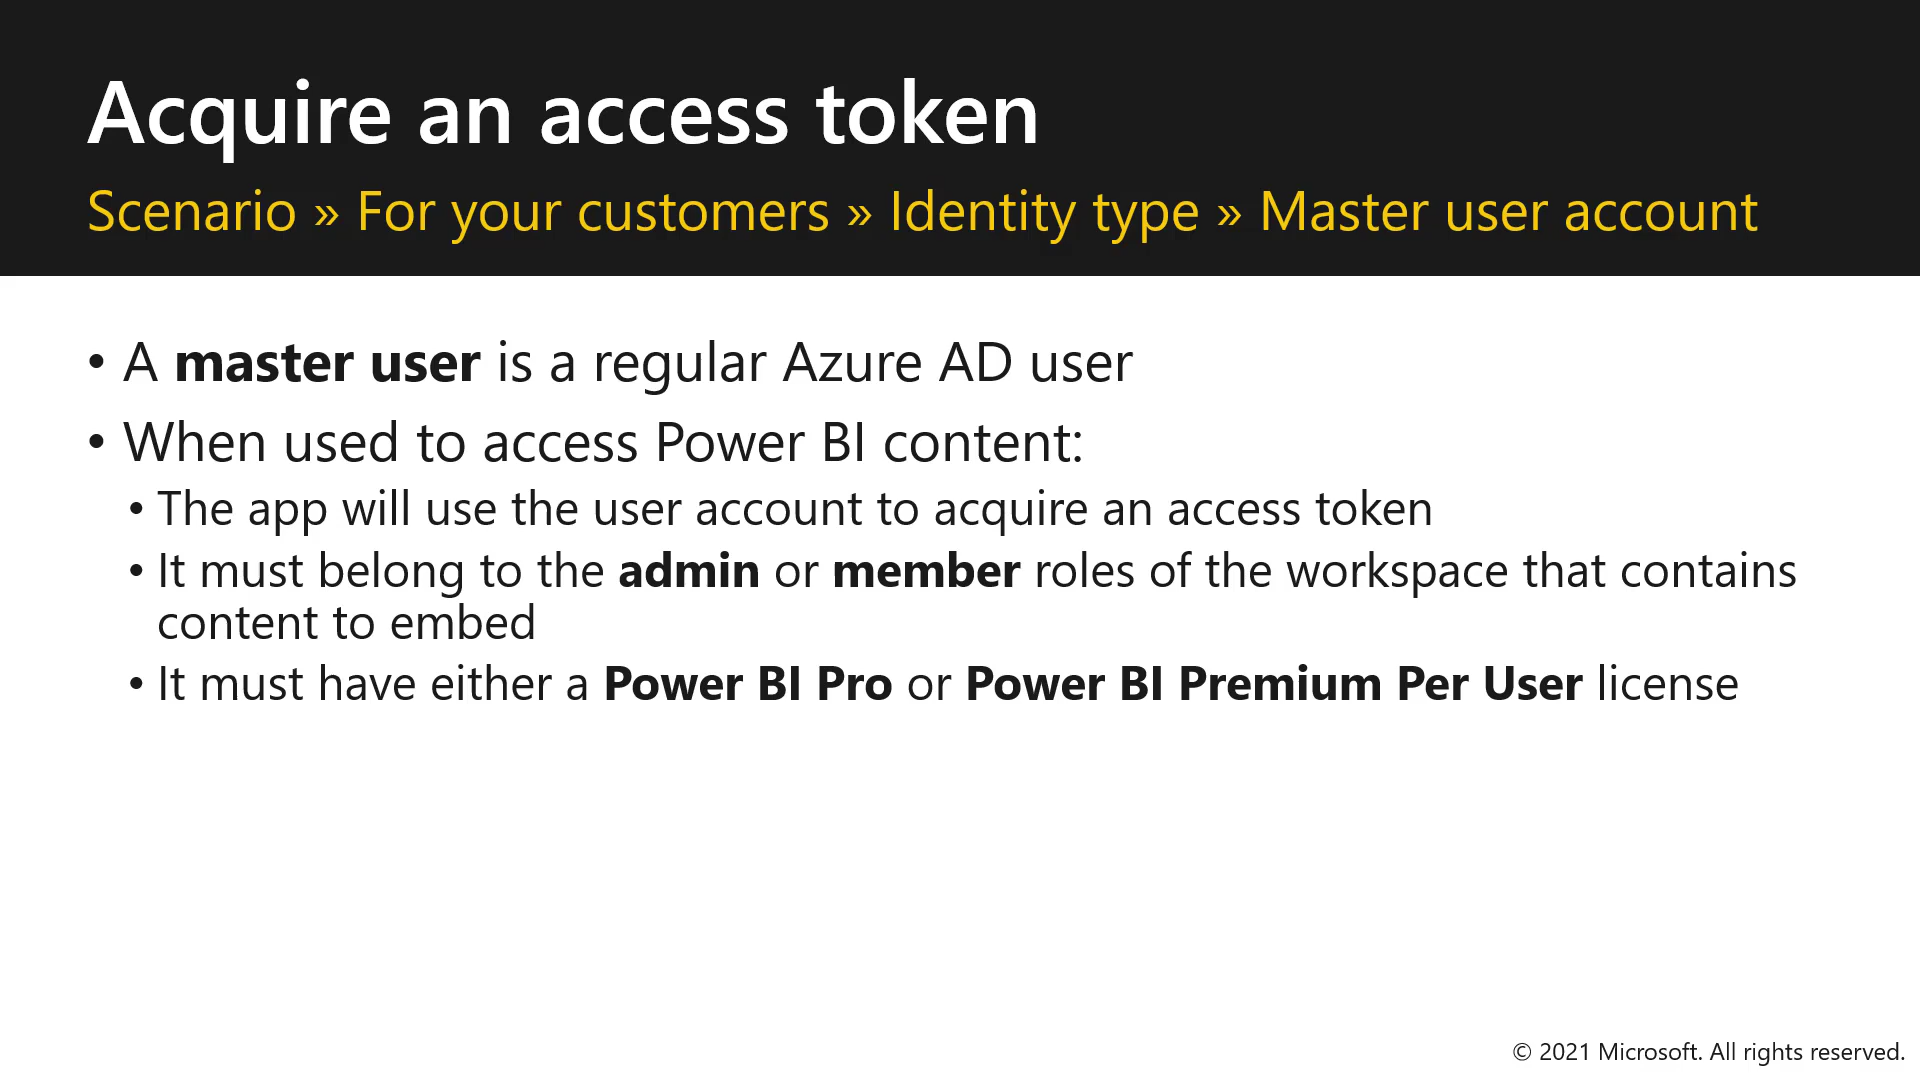 Acquire an access token
Scenario » For your customers » Identity type » Master user account
• A master user is a regular Azure AD user
• When used to access Power BI content:
• The app will use the user account to acquire an access token
• It must belong to the admin or member roles of the workspace that contains
content to embed
• It must have either a Power BI Pro or Power BI Premium Per User license
© 2021 Microsoft. All rights reserved.